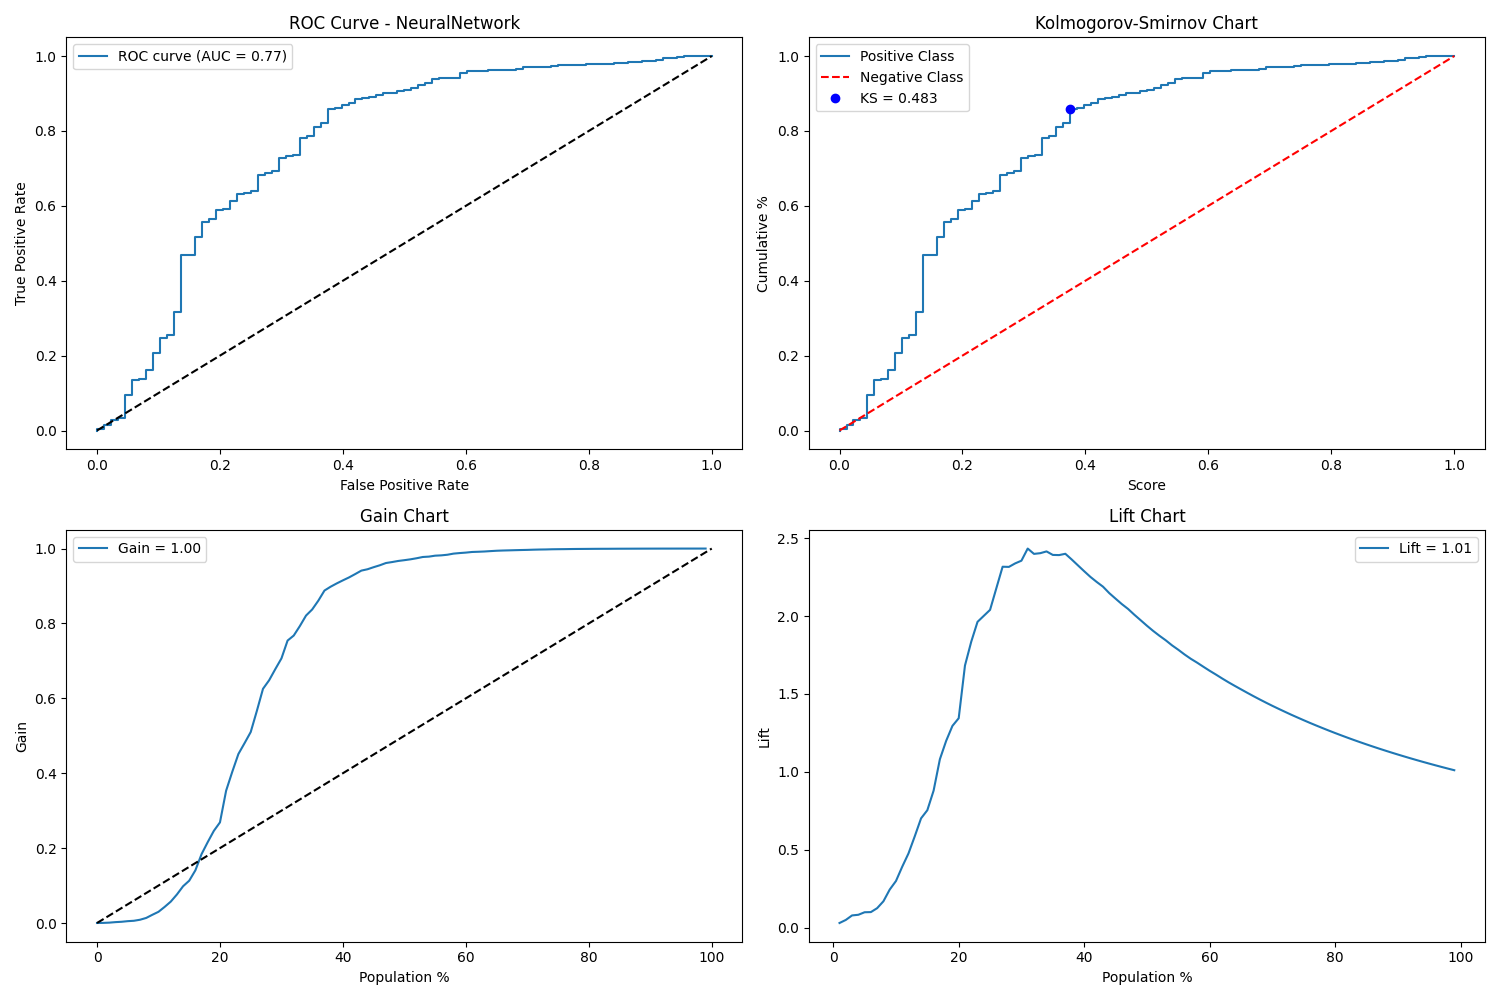 ROC Curve - NeuralNetwork
ROC curve (AUC = 0.77)
True Positive Rate
1.0
0.8
0.6
0.4
0.2
0.0
0.0 0.2 0.4 0.6 0.8 1.0
False Positive Rate
Kolmogorov-Smirnov Chart
Positive Class
Negative Class
KS = 0.483
Cumulative %
1.0
0.8
0.6
0.4
0.2
0.0
0.0 0.2 0.4 0.6 0.8 1.0
Score
Gain Chart
Gain = 1.00
Gain
1.0
0.8
0.6
0.4
0.2
0.0
0 20 40 60 80 100
Population %
Lift Chart
Lift = 1.01
Lift
2.5
2.0
1.5
1.0
0.5
0.0
0 20 40 60 80 100
Population %